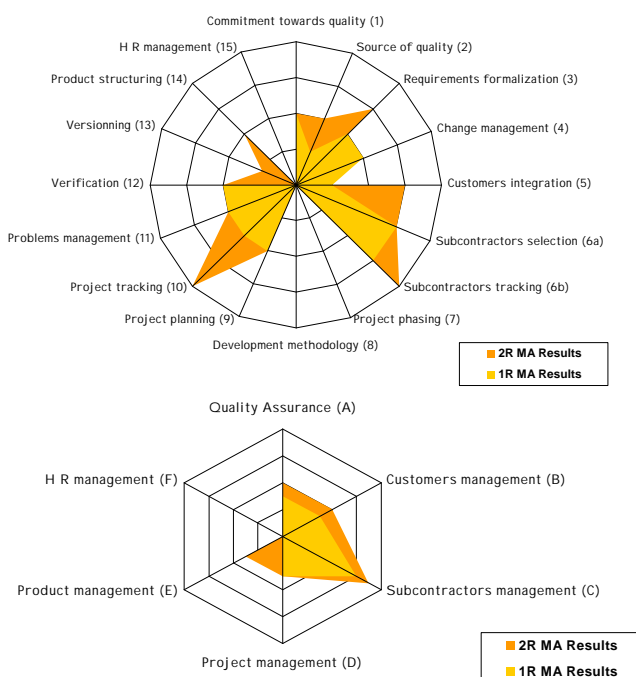 Commitment towards quality (1)
H R management (15)
Source of quality (2)
Product structuring (14)
Requirements formalization (3)
Versionning (13)
Change management (4)
Verification (12)
Customers integration (5)
Problems management (11)
Subcontractors selection (6a)
Project tracking (10)
Subcontractors tracking (6b)
Project planning (9)
Project phasing (7)
Development methodology (8)
2R MA Results
1R MA Results
Quality Assurance (A)
H R management (F)
Customers management (B)
Product management (E)
Subcontractors management (C)
Project management (D)
2R MA Results
1R MA Results